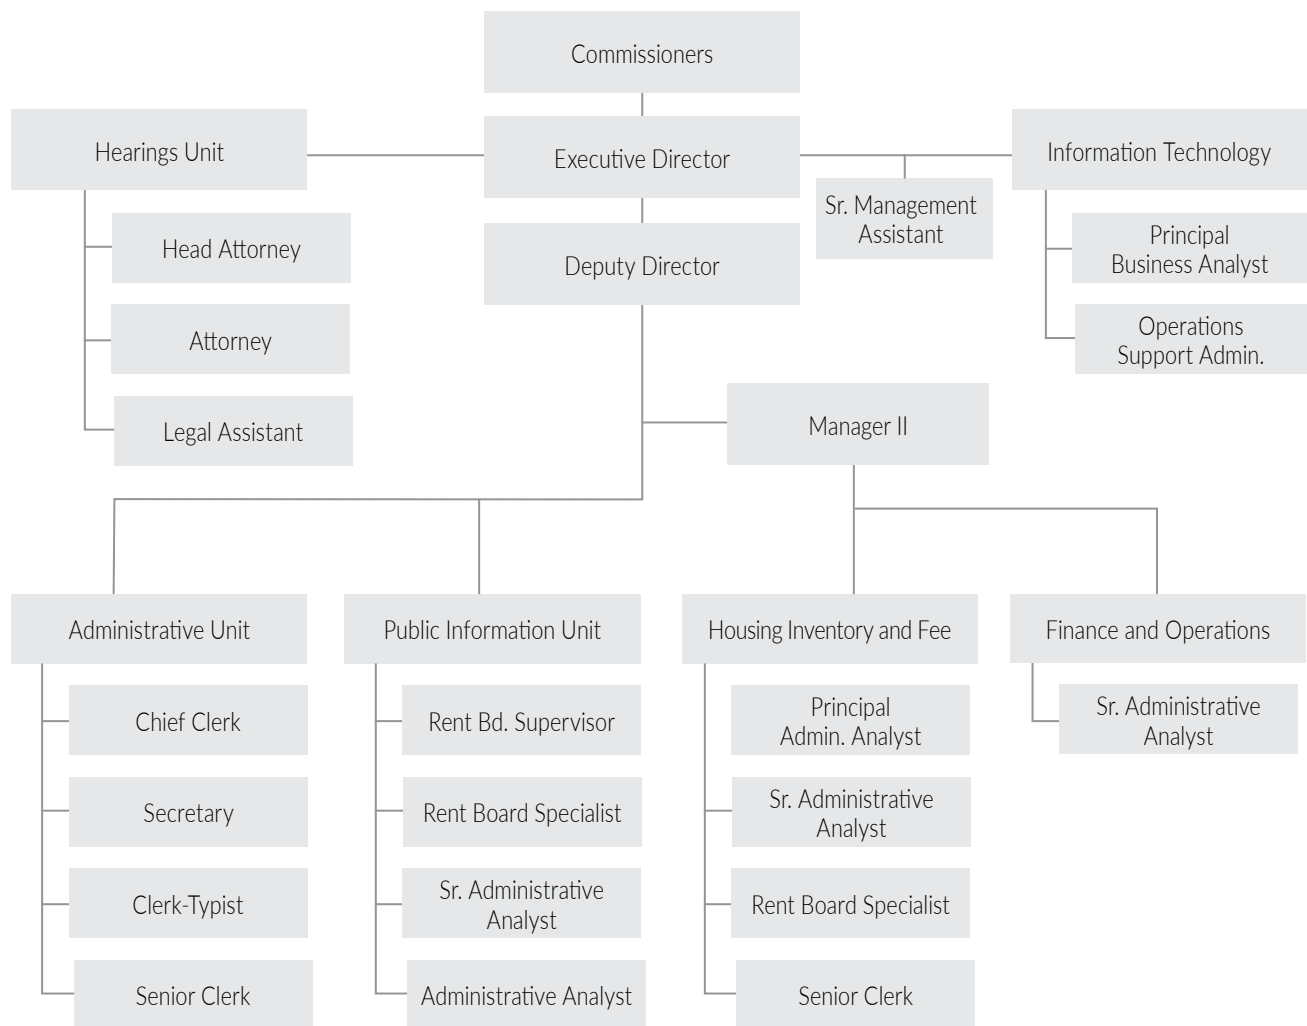 Commissioners
Hearings Unit
Executive Director
Information Technology
Sr. Management
Assistant
Head Attorney
Principal
Business Analyst
Deputy Director
Attorney
Operations
Support Admin.
Legal Assistant
Manager II
Administrative Unit
Public Information Unit
Housing Inventory and Fee
Finance and Operations
Chief Clerk
Rent Bd. Supervisor
Principal
Admin. Analyst
Sr. Administrative
Analyst
Secretary
Rent Board Specialist
Sr. Administrative
Analyst
Clerk-Typist
Sr. Administrative
Analyst
Rent Board Specialist
Senior Clerk
Administrative Analyst
Senior Clerk